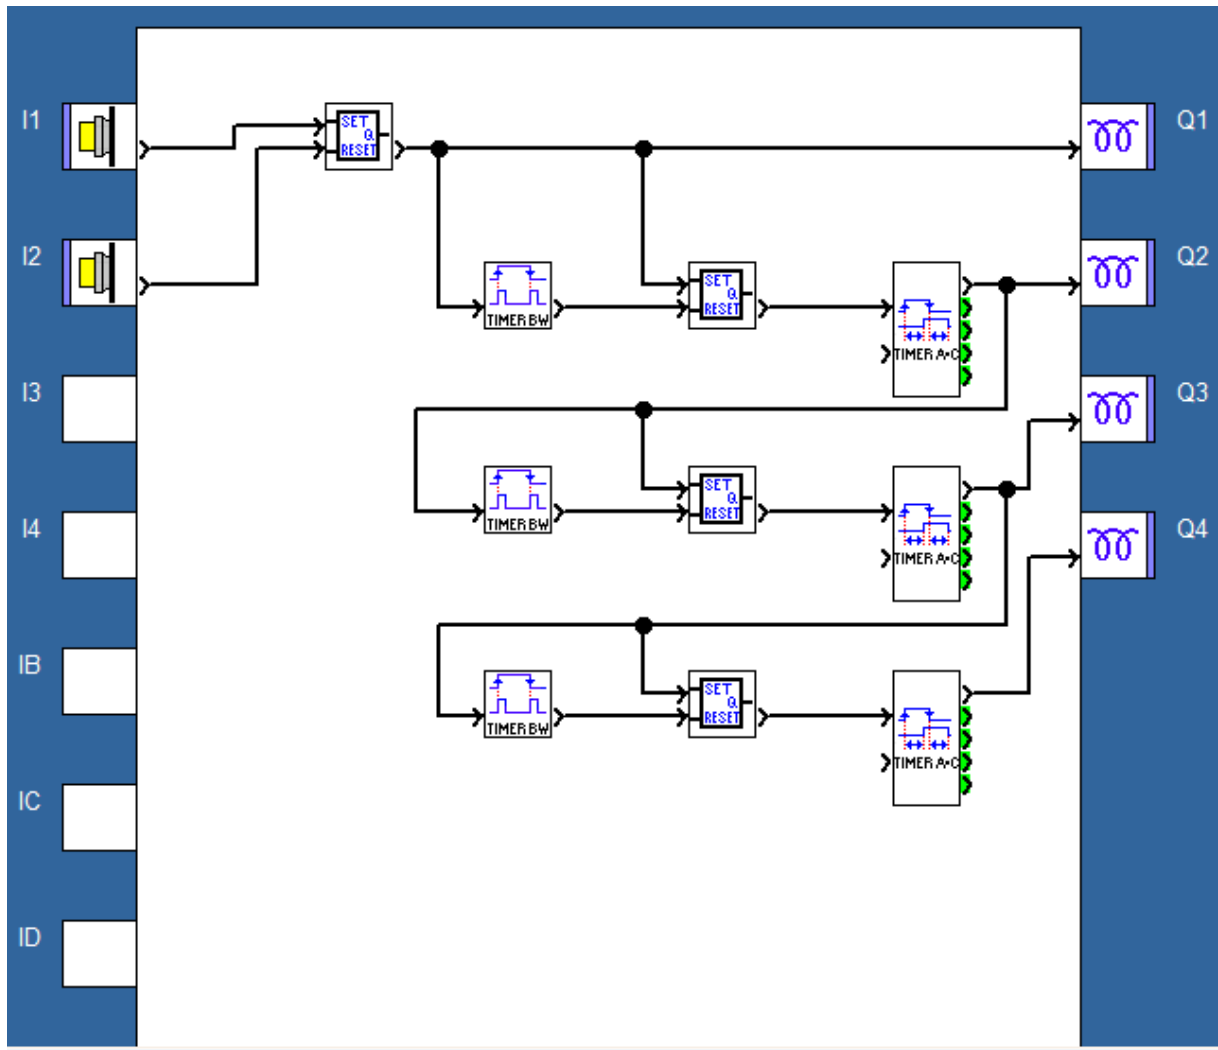 I1
SET
Q
RESET
Q1
I2
SET
Q
RESET
TIMER BW
TIMER A•C
Q2
I3
Q3
SET
Q
RESET
TIMER BW
TIMER A•C
I4
Q4
IB
SET
Q
RESET
TIMER BW
TIMER A•C
IC
ID